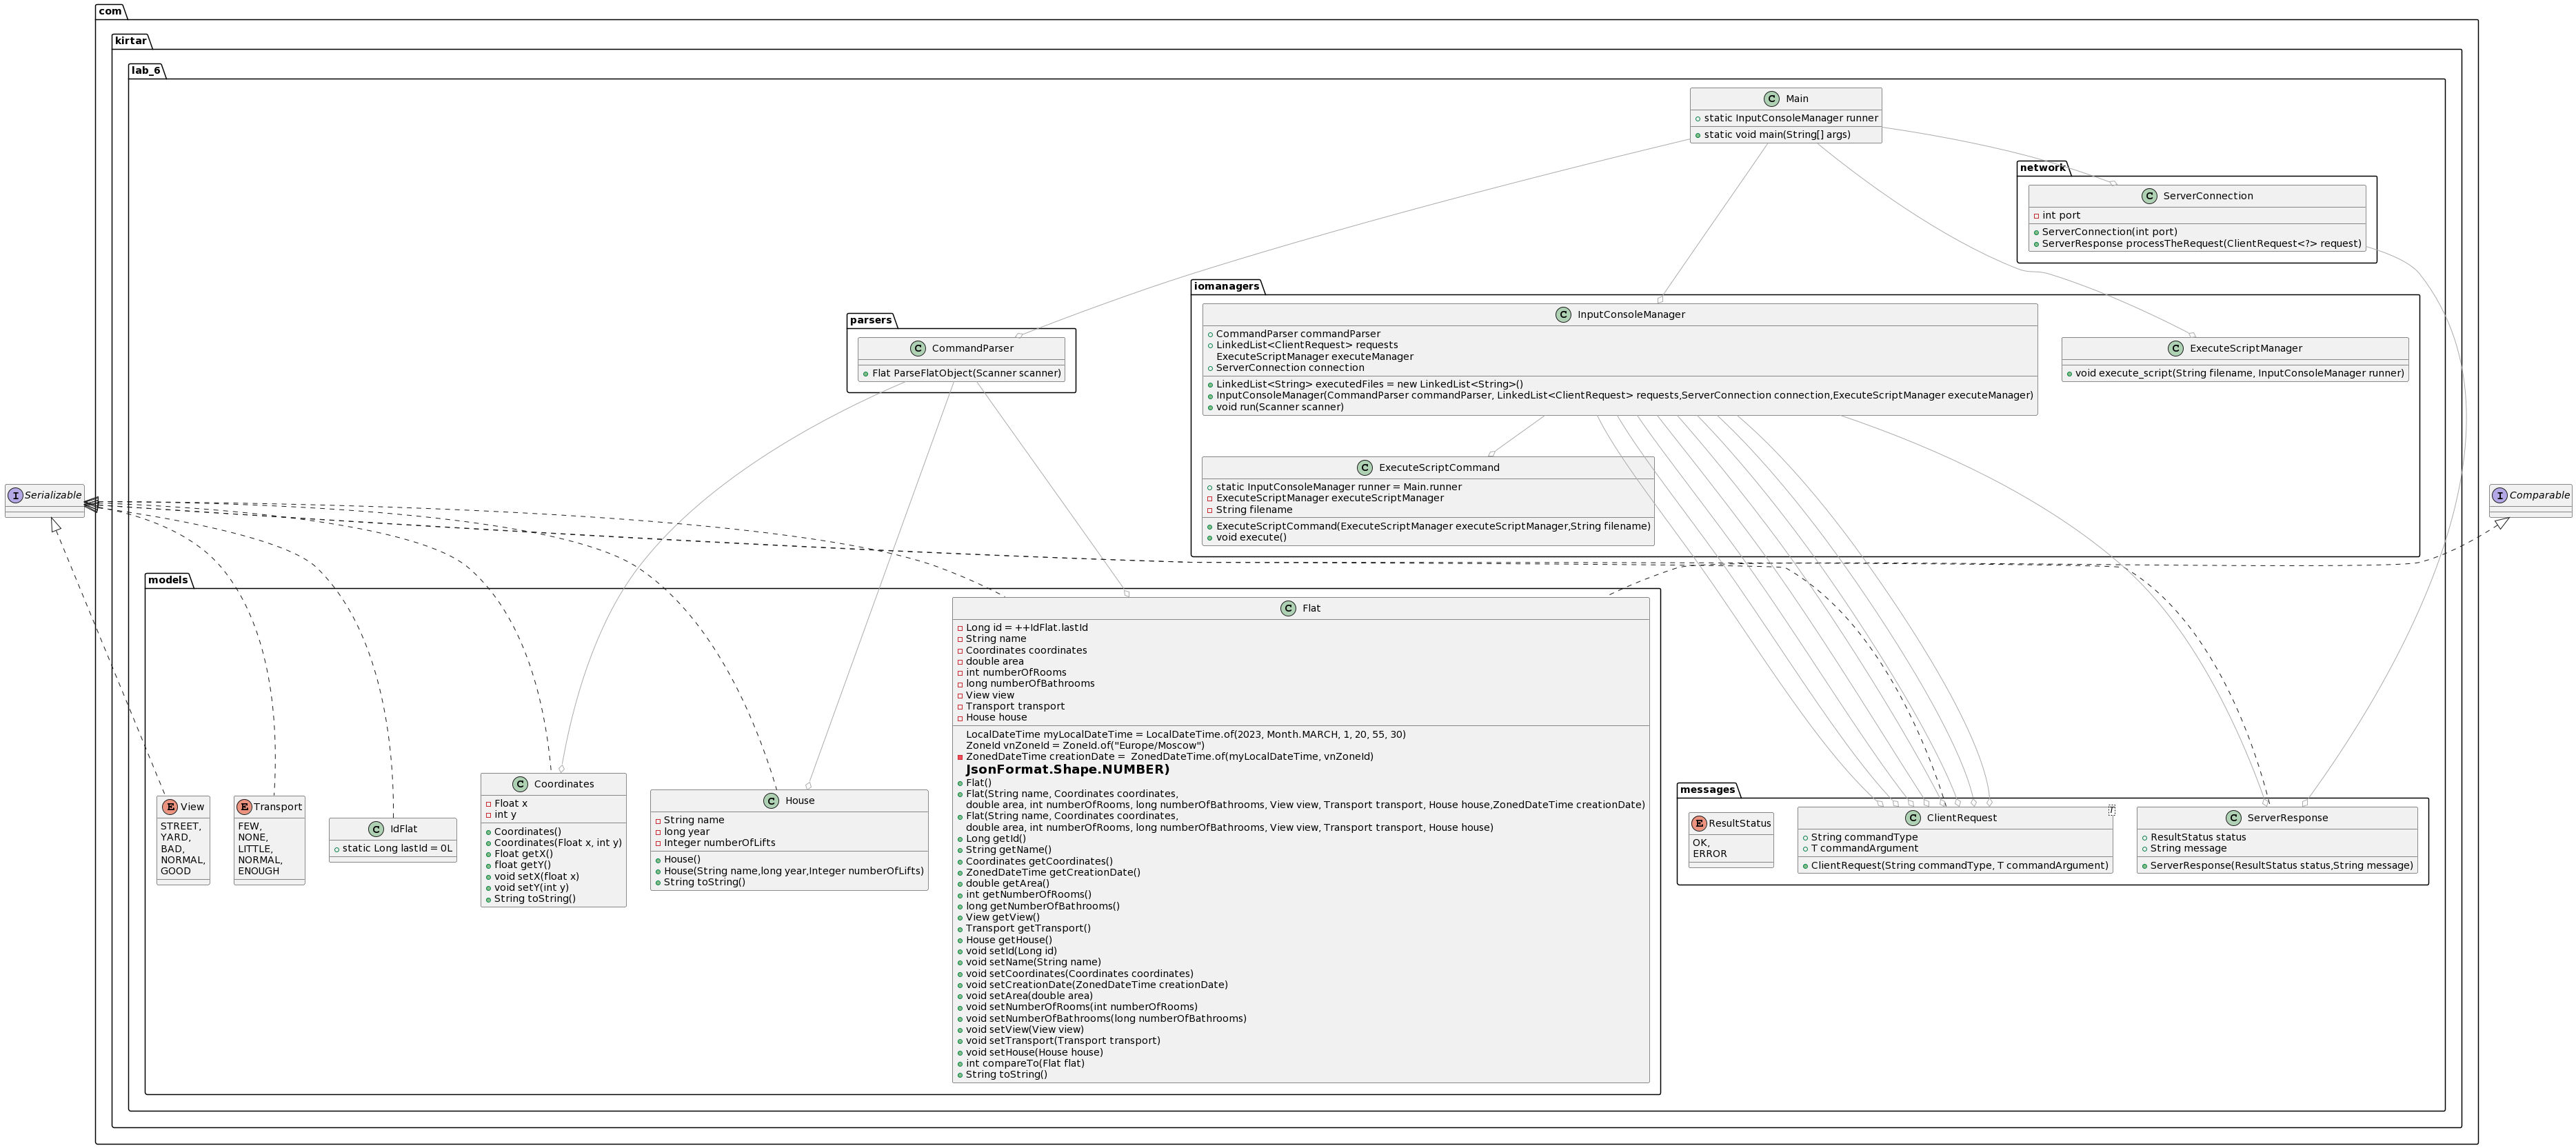 com
kirtar
lab_6
C Main
static InputConsoleManager runner
static void main(String[] args)
network
C ServerConnection
int port
ServerConnection(int port)
ServerResponse processTheRequest(ClientRequest<?> request)
iomanagers
C InputConsoleManager
CommandParser commandParser
LinkedList<ClientRequest> requests
ExecuteScriptManager executeManager
ServerConnection connection
LinkedList<String> executedFiles = new LinkedList<String>()
InputConsoleManager(CommandParser commandParser, LinkedList<ClientRequest> requests,ServerConnection connection,ExecuteScriptManager executeManager)
void run(Scanner scanner)
C ExecuteScriptManager
void execute_script(String filename, InputConsoleManager runner)
parsers
C CommandParser
Flat ParseFlatObject(Scanner scanner)
C ExecuteScriptCommand
static InputConsoleManager runner = Main.runner
ExecuteScriptManager executeScriptManager
String filename
ExecuteScriptCommand(ExecuteScriptManager executeScriptManager,String filename)
void execute()
I Serializable
I Comparable
models
E View
STREET,
YARD,
BAD,
NORMAL,
GOOD
E Transport
FEW,
NONE,
LITTLE,
NORMAL,
ENOUGH
C IdFlat
static Long lastId = 0L
C Coordinates
Float x
int y
Coordinates()
Coordinates(Float x, int y)
Float getX()
float getY()
void setX(float x)
void setY(int y)
String toString()
C House
String name
long year
Integer numberOfLifts
House()
House(String name,long year,Integer numberOfLifts)
String toString()
C Flat
Long id = ++IdFlat.lastId
String name
Coordinates coordinates
double area
int numberOfRooms
long numberOfBathrooms
View view
Transport transport
House house
LocalDateTime myLocalDateTime = LocalDateTime.of(2023, Month.MARCH, 1, 20, 55, 30)
ZoneId vnZoneId = ZoneId.of("Europe/Moscow")
ZonedDateTime creationDate =  ZonedDateTime.of(myLocalDateTime, vnZoneId)
JsonFormat.Shape.NUMBER)
Flat()
Flat(String name, Coordinates coordinates,
double area, int numberOfRooms, long numberOfBathrooms, View view, Transport transport, House house,ZonedDateTime creationDate)
Flat(String name, Coordinates coordinates,
double area, int numberOfRooms, long numberOfBathrooms, View view, Transport transport, House house)
Long getId()
String getName()
Coordinates getCoordinates()
ZonedDateTime getCreationDate()
double getArea()
int getNumberOfRooms()
long getNumberOfBathrooms()
View getView()
Transport getTransport()
House getHouse()
void setId(Long id)
void setName(String name)
void setCoordinates(Coordinates coordinates)
void setCreationDate(ZonedDateTime creationDate)
void setArea(double area)
void setNumberOfRooms(int numberOfRooms)
void setNumberOfBathrooms(long numberOfBathrooms)
void setView(View view)
void setTransport(Transport transport)
void setHouse(House house)
int compareTo(Flat flat)
String toString()
messages
E ResultStatus
OK,
ERROR
C ClientRequest
T
String commandType
T commandArgument
ClientRequest(String commandType, T commandArgument)
C ServerResponse
ResultStatus status
String message
ServerResponse(ResultStatus status,String message)